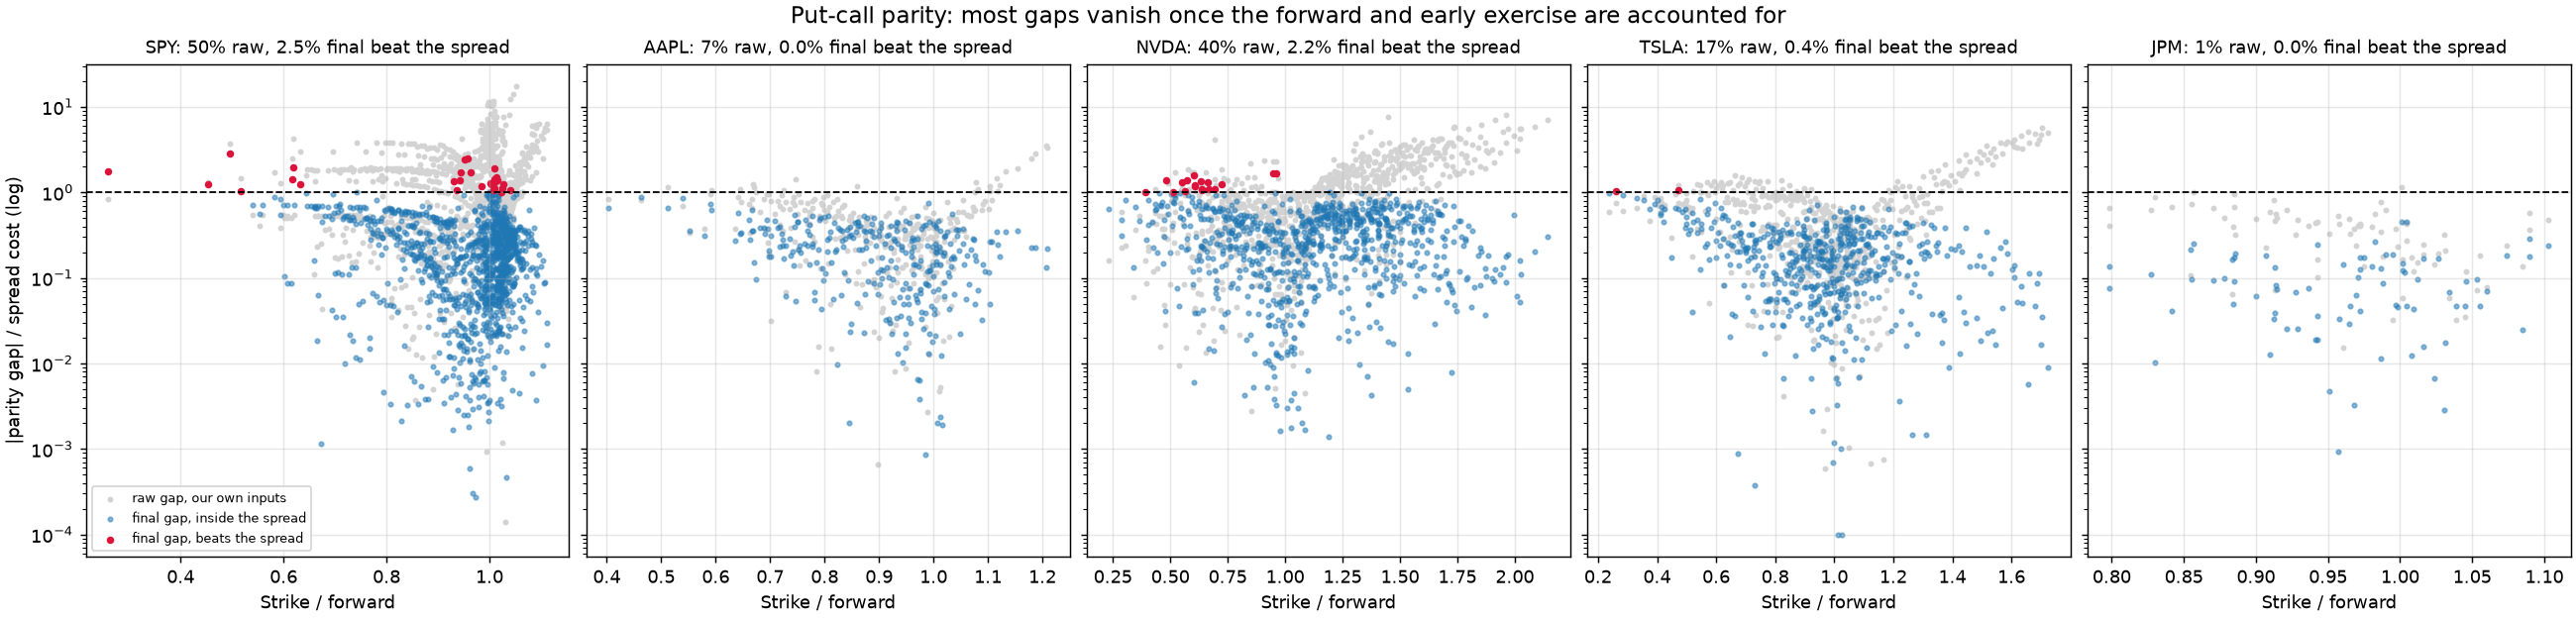 Put-call parity: most gaps vanish once the forward and early exercise are accounted for
SPY: 50% raw, 2.5% final beat the spread
AAPL: 7% raw, 0.0% final beat the spread
NVDA: 40% raw, 2.2% final beat the spread
TSLA: 17% raw, 0.4% final beat the spread
JPM: 1% raw, 0.0% final beat the spread
|parity gap| / spread cost (log)
10¹
10⁰
10⁻¹
10⁻²
10⁻³
10⁻⁴
raw gap, our own inputs
final gap, inside the spread
final gap, beats the spread
0.4 0.6 0.8 1.0
0.4 0.5 0.6 0.7 0.8 0.9 1.0 1.1 1.2
0.25 0.50 0.75 1.00 1.25 1.50 1.75 2.00
0.2 0.4 0.6 0.8 1.0 1.2 1.4 1.6
0.80 0.85 0.90 0.95 1.00 1.05 1.10
Strike / forward
Strike / forward
Strike / forward
Strike / forward
Strike / forward